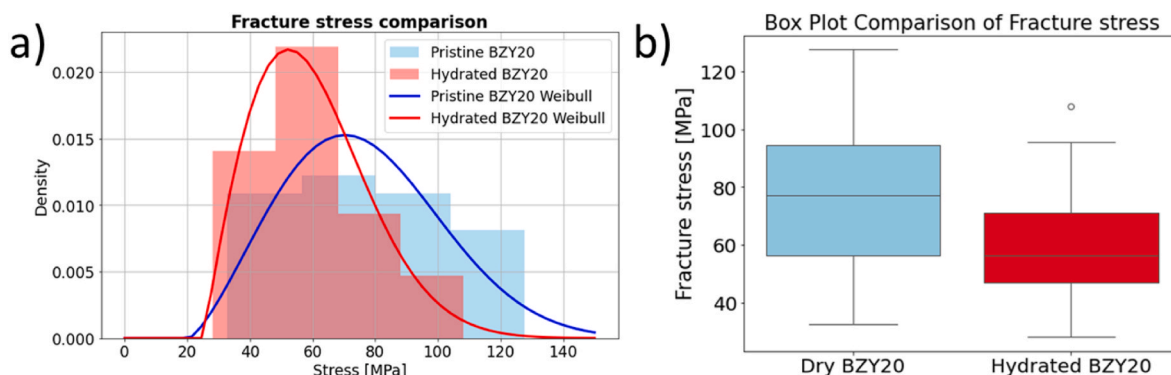 a)
Fracture stress comparison
Pristine BZY20
Hydrated BZY20
Pristine BZY20 Weibull
Hydrated BZY20 Weibull
Density
0.020
0.015
0.010
0.005
0.000
0
20
40
60
80
100
120
140
Stress [MPa]
b)
Box Plot Comparison of Fracture stress
Fracture stress [MPa]
120
100
80
60
40
Dry BZY20
Hydrated BZY20